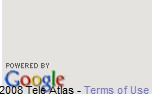 POWERED BY
Google
2008 Tele Atlas - Terms of Use